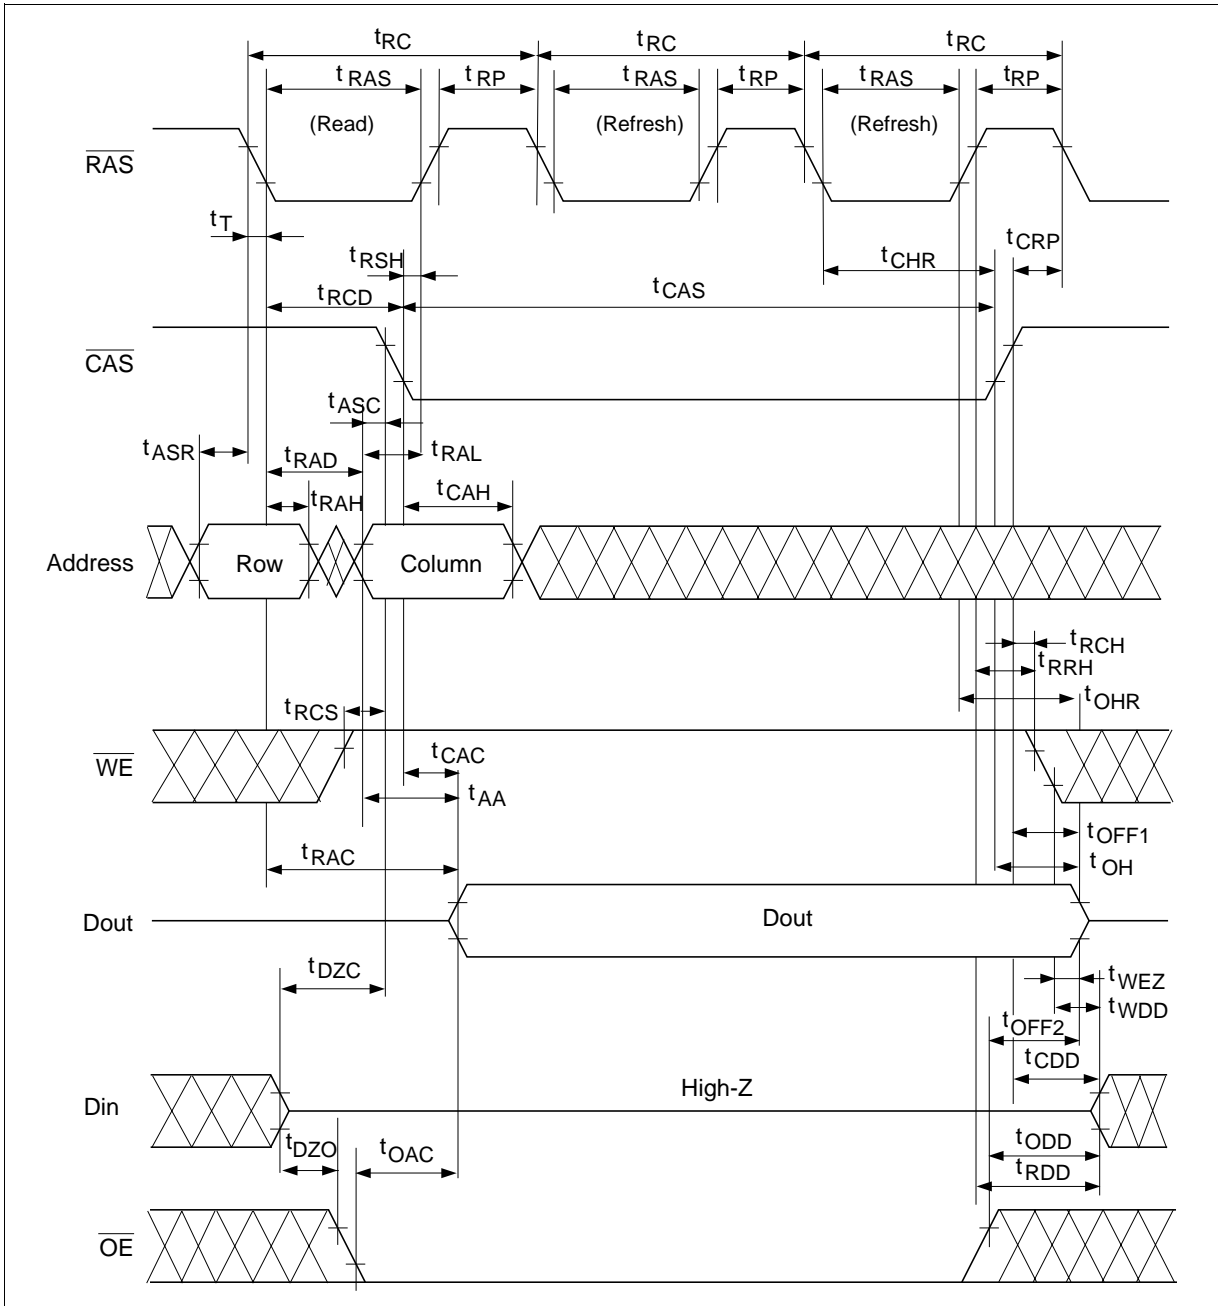 tRC tRC tRC
tRAS tRP tRAS tRP tRAS tRP
(Read) (Refresh) (Refresh)
RAS
tT
tCRP
tRSH
tCHR
tRCD
tCAS
CAS
tASC
tASR
tRAD
tRAL
tRAH
tCAH
Address Row Column
tRCH
tRRH
tOHR
tRCS
WE
tCAC
tAA
tOFF1
tRAC
tOH
Dout Dout
tDZC
tWEZ
tWDD
tOFF2
tCDD
Din High-Z
tDZO
tOAC
tODD
tRDD
OE